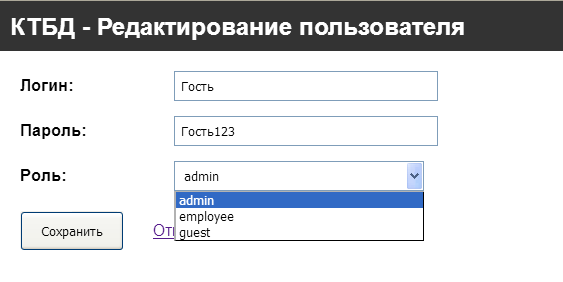 КТБД - Редактирование пользователя
Логин: Гость
Пароль: Гость123
Роль: admin
admin
employee
guest
Сохранить